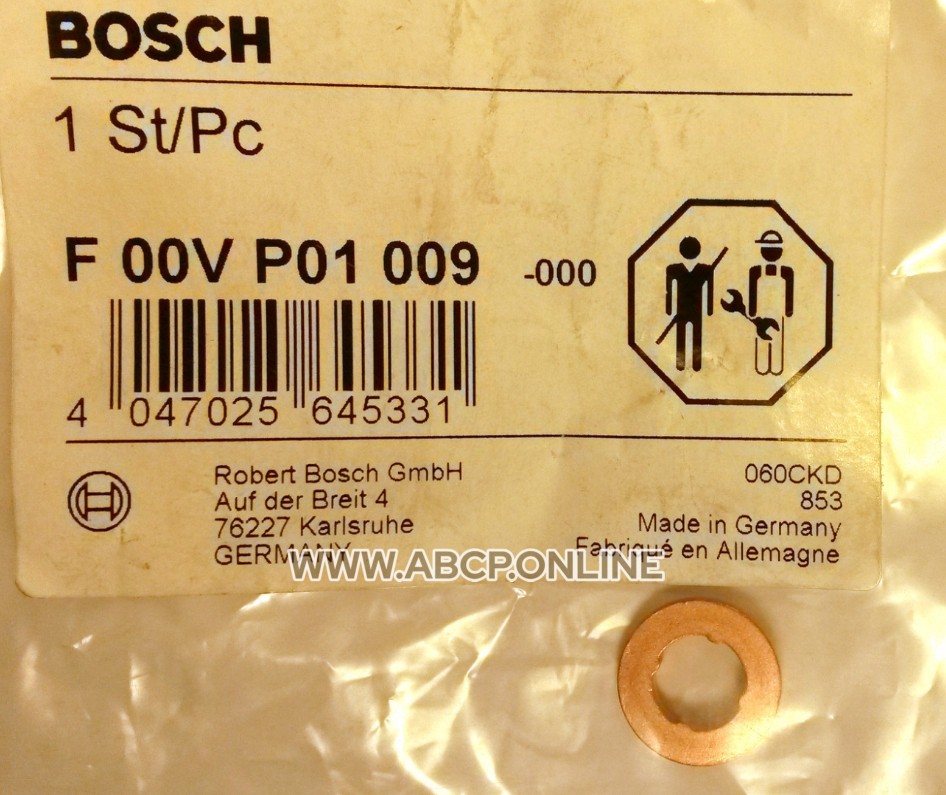 BOSCH
1 St/Pc
F 00V P01 009 -000
4 047025 645331
Robert Bosch GmbH
Auf der Breit 4
76227 Karlsruhe
GERMANY
060CKD
853
Made in Germany
Fabriqué en Allemagne
WWW.ABCP.ONLINE